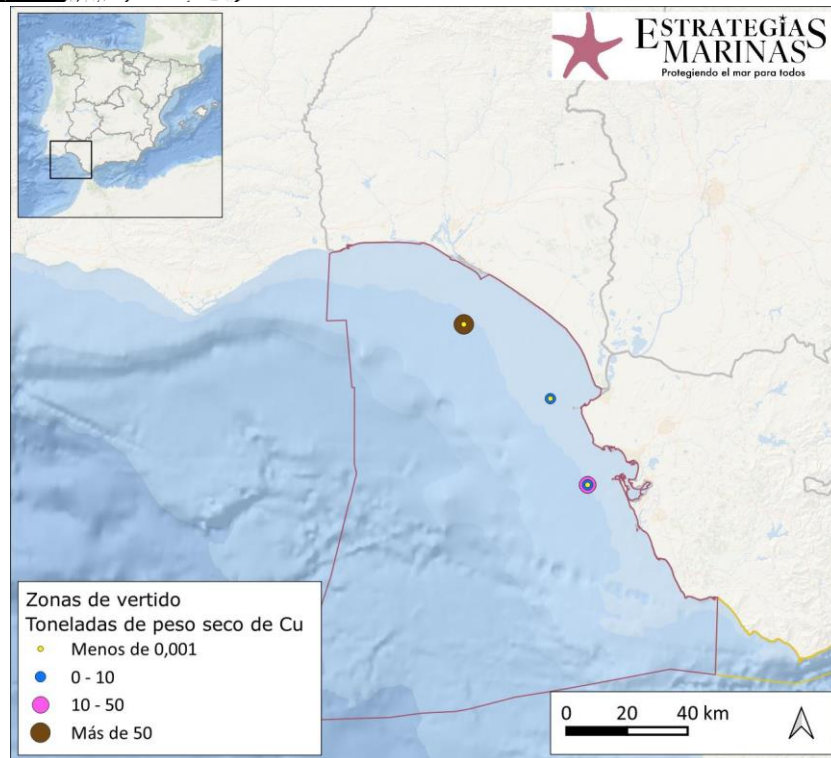 ESTRATEGIAS
MARINAS
Protegiendo el mar para todos
Zonas de vertido
Toneladas de peso seco de Cu
Menos de 0,001
0 - 10
10 - 50
Más de 50
0 20 40 km